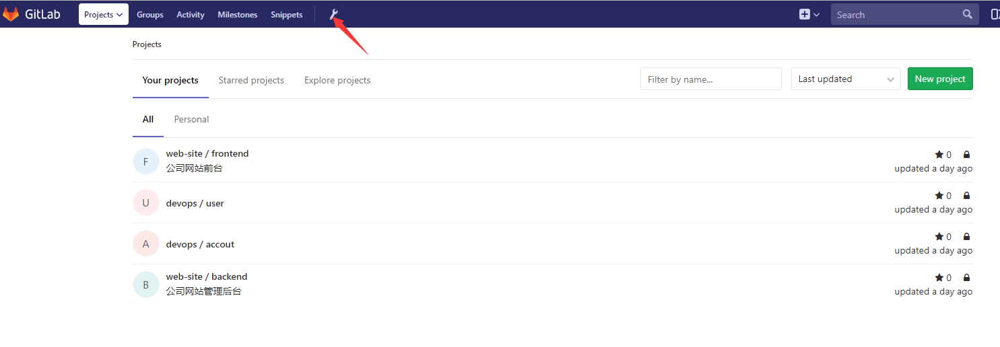 GitLab Projects Groups Activity Milestones Snippets Search
Projects
Your projects Starred projects Explore projects Filter by name... Last updated New project
All Personal
F web-site / frontend 0
公司网站前台 updated a day ago
U devops / user 0
updated a day ago
A devops / accout 0
updated a day ago
B web-site / backend 0
公司网站管理后台 updated a day ago